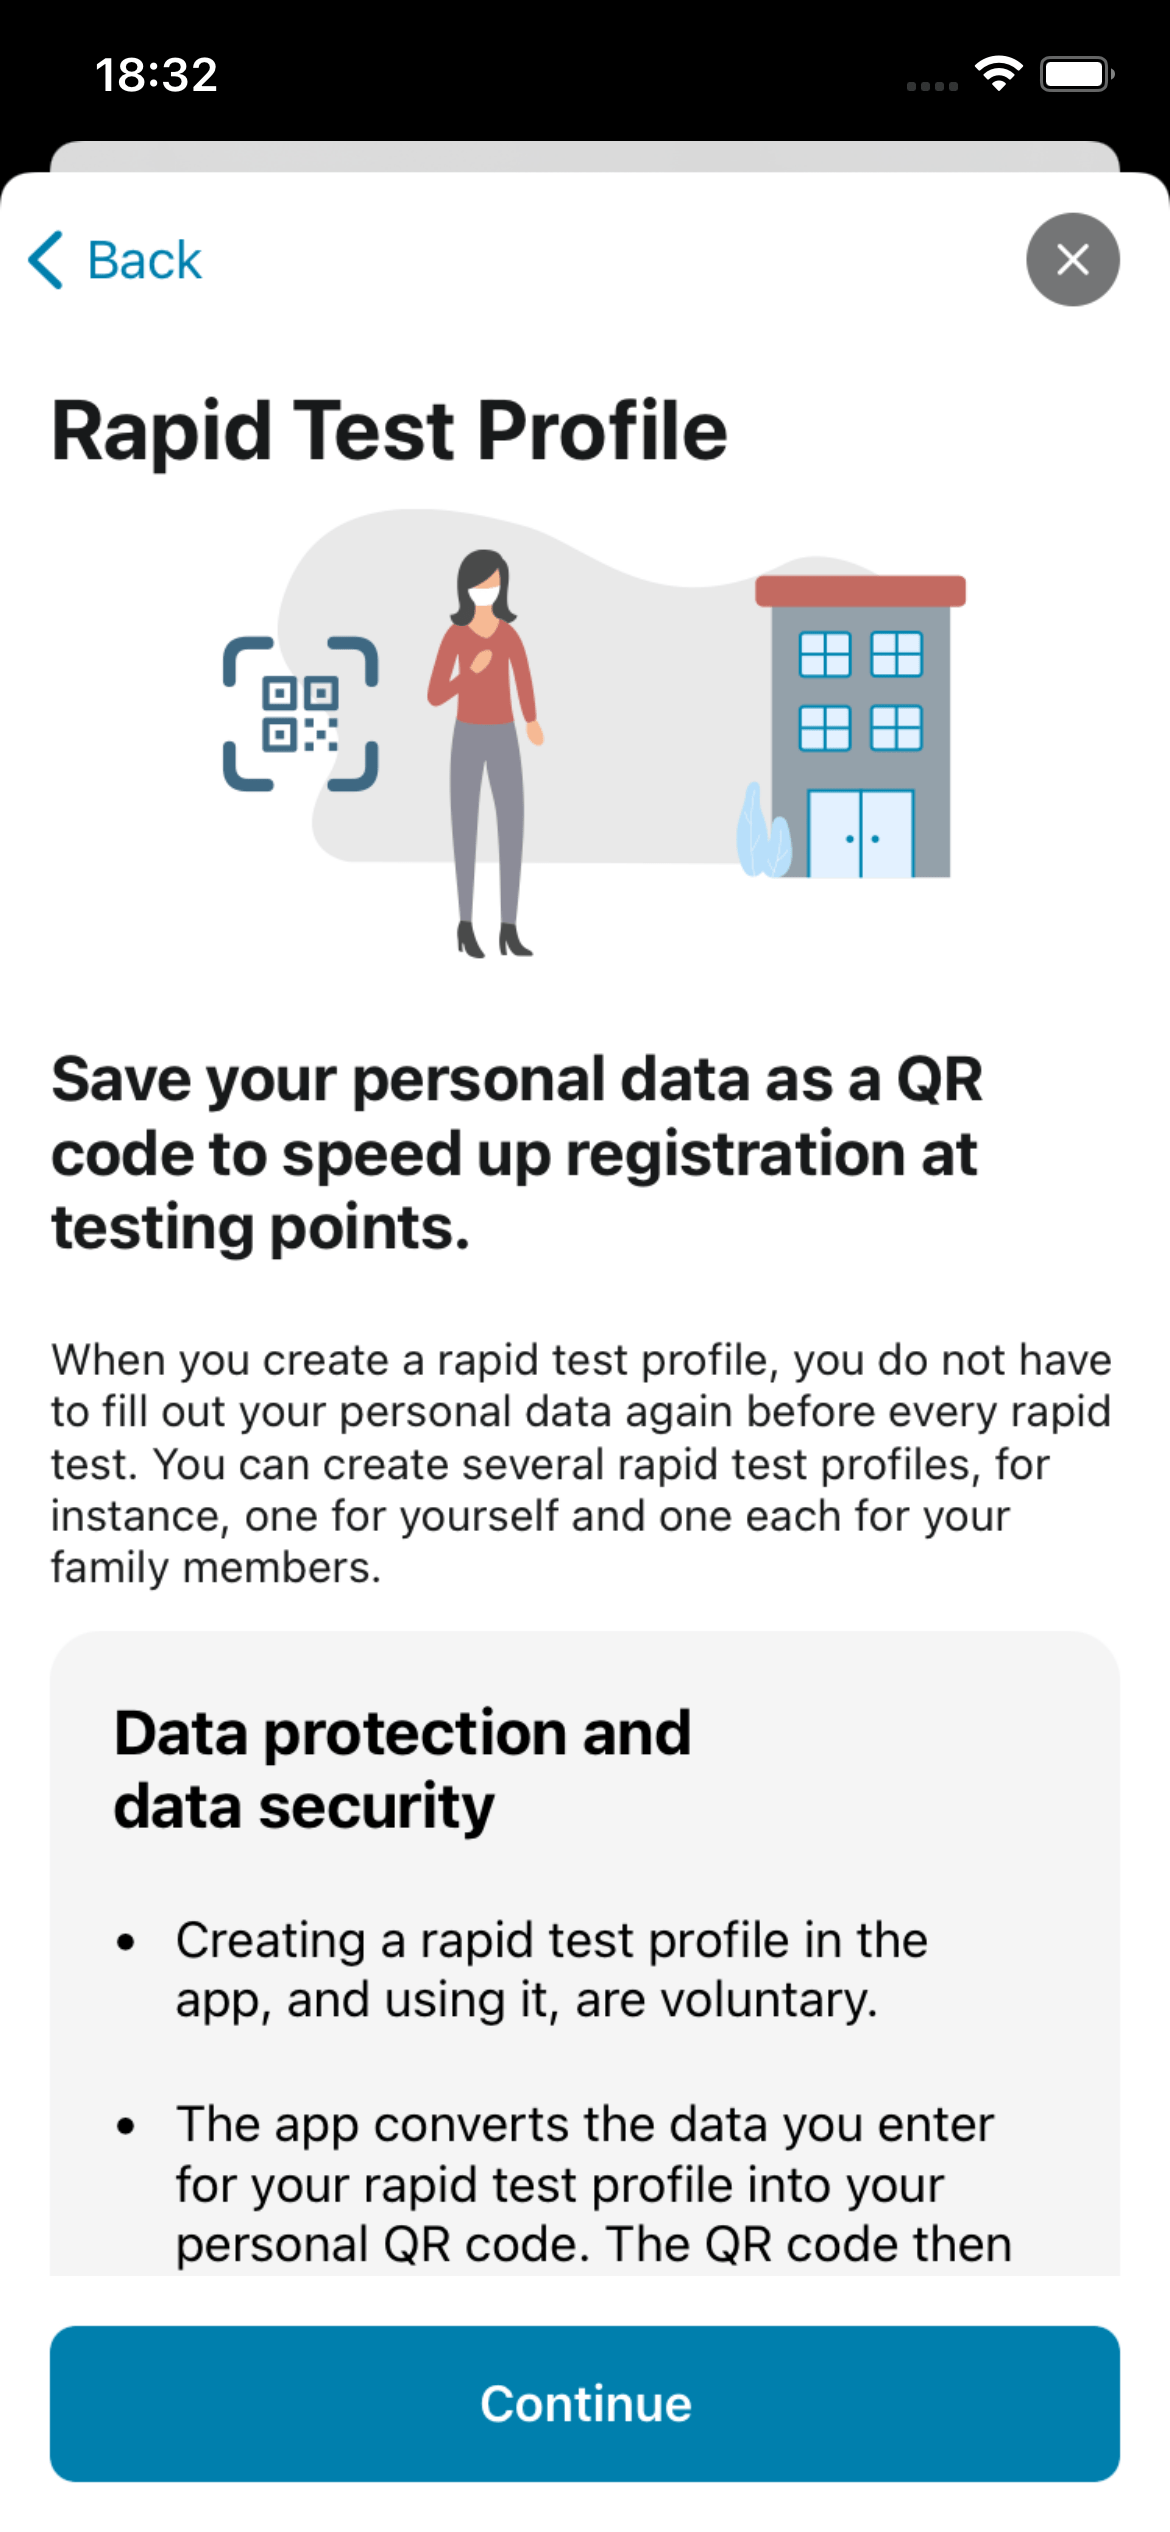 18:32
Back
Rapid Test Profile
Save your personal data as a QR
code to speed up registration at
testing points.
When you create a rapid test profile, you do not have
to fill out your personal data again before every rapid
test. You can create several rapid test profiles, for
instance, one for yourself and one each for your
family members.
Data protection and
data security
• Creating a rapid test profile in the
app, and using it, are voluntary.
• The app converts the data you enter
for your rapid test profile into your
personal QR code. The QR code then
Continue